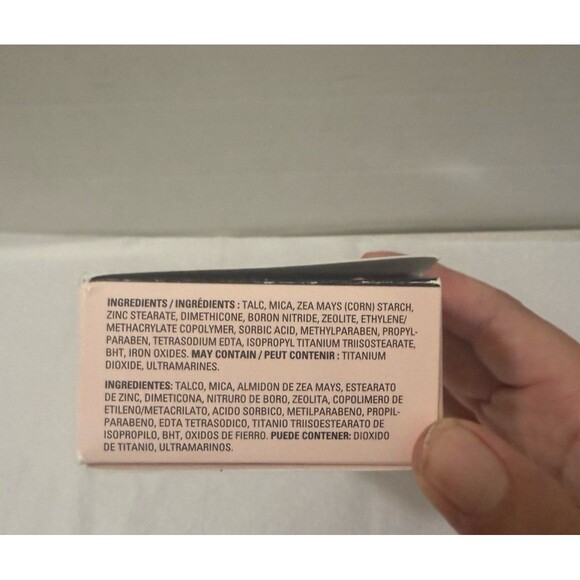 INGREDIENTS / INGRÉDIENTS : TALC, MICA, ZEA MAYS (CORN) STARCH,
ZINC STEARATE, DIMETHICONE, BORON NITRIDE, ZEOLITE, ETHYLENE/
METHACRYLATE COPOLYMER, SORBIC ACID, METHYLPARABEN, PROPYL-
PARABEN, TETRASODIUM EDTA, ISOPROPYL TITANIUM TRIISOSTEARATE,
BHT, IRON OXIDES. MAY CONTAIN / PEUT CONTENIR : TITANIUM
DIOXIDE, ULTRAMARINES.
INGREDIENTES: TALCO, MICA, ALMIDON DE ZEA MAYS, ESTEARATO
DE ZINC, DIMETICONA, NITRURO DE BORO, ZEOLITA, COPOLIMERO DE
ETILENO/METACRILATO, ACIDO SORBICO, METILPARABENO, PROPIL-
PARABENO, EDTA TETRASODICO, TITANIO TRIISOESTEARATO DE
ISOPROPILO, BHT, OXIDOS DE FIERRO. PUEDE CONTENER: DIOXIDO
DE TITANIO, ULTRAMARINOS.